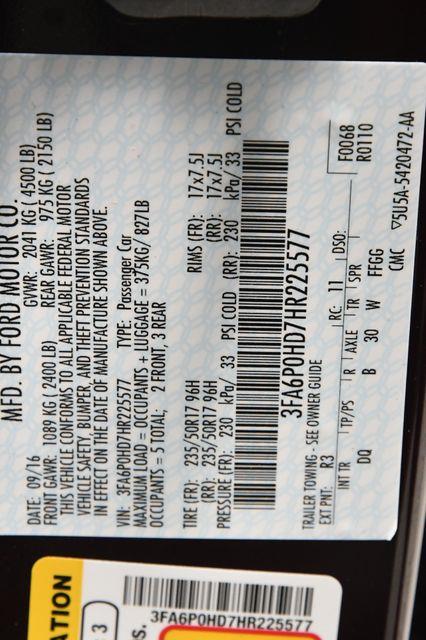 MFD. BY FORD MOTOR CO.
DATE: 09/16 GVWR: 2041 KG ( 4500 LB)
FRONT GAWR: 1089 KG ( 2400 LB) REAR GAWR: 975 KG ( 2150 LB)
THIS VEHICLE CONFORMS TO ALL APPLICABLE FEDERAL MOTOR
VEHICLE SAFETY, BUMPER, AND THEFT PREVENTION STANDARDS
IN EFFECT ON THE DATE OF MANUFACTURE SHOWN ABOVE.
VIN: 3FA6P0HD7HR225577 TYPE: Passenger Car
MAXIMUM LOAD = OCCUPANTS + LUGGAGE = 375KG/ 827LB
OCCUPANTS = 5 TOTAL; 2 FRONT, 3 REAR
TIRE (FR): 235/50R17 96H RIMS (FR): 17x7.5J
(RR): 235/50R17 96H (RR): 17x7.5J
PRESSURE (FR): 230 kPa/ 33 PSI COLD (RR): 230 kPa/ 33 PSI COLD
3FA6P0HD7HR225577
TRAILER TOWING - SEE OWNER GUIDE F0068
EXT PNT: R3 RC: 11 DSO: R0110
INT TR TP/PS R AXLE TR SPR
DQ B 30 W FFGG
CMC ▽5U5A-5420472-AA
ATION
3
S.
3FA6P0HD7HR225577